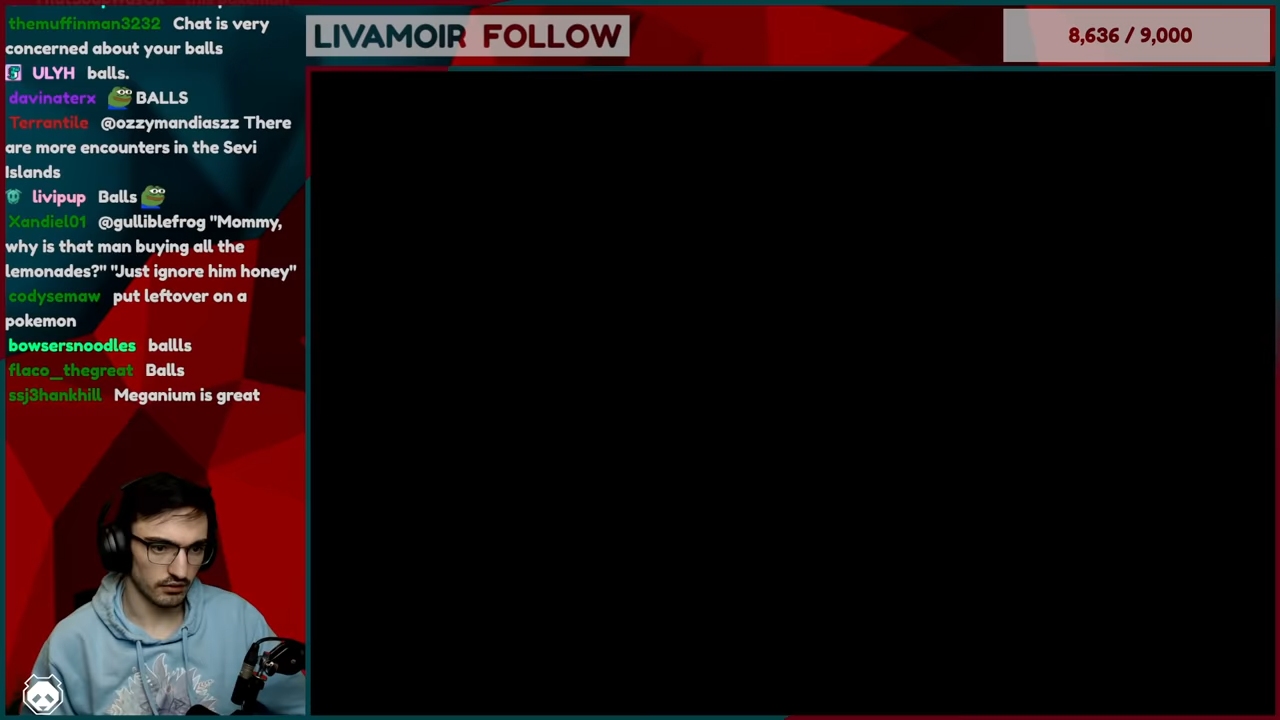 themuffinman3232 Chat is very
concerned about your balls
ULYH balls.
davinaterx BALLS
Terrantile @ozzymandiaszz There
are more encounters in the Sevi
Islands
livipup Balls
Xandiel01 @gulliblefrog "Mommy,
why is that man buying all the
lemonades?" "Just ignore him honey"
codysemaw put leftover on a
pokemon
bowsersnoodles ballls
flaco_thegreat Balls
ssj3hankhill Meganium is great
LIVAMOIR FOLLOW
8,636 / 9,000